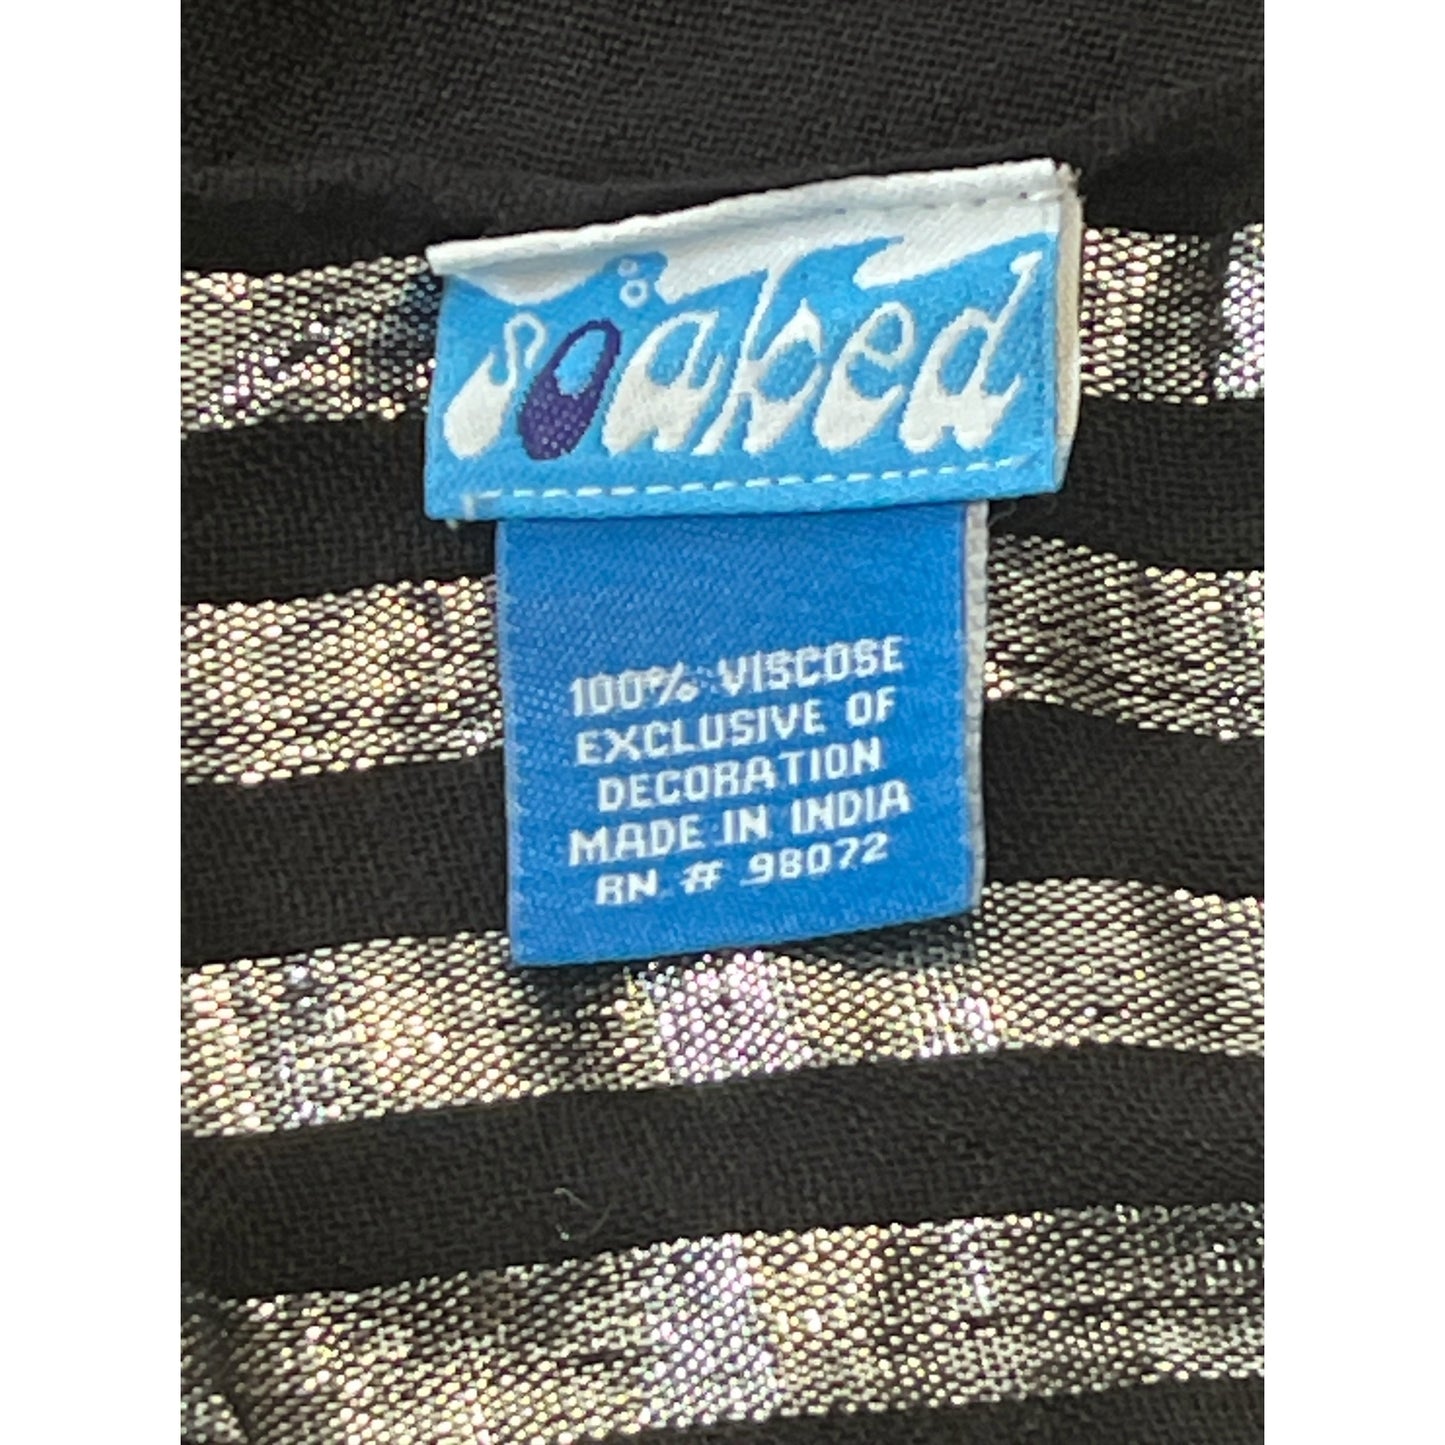 soaked
100% VISCOSE
EXCLUSIVE OF
DECORATION
MADE IN INDIA
RN # 98072